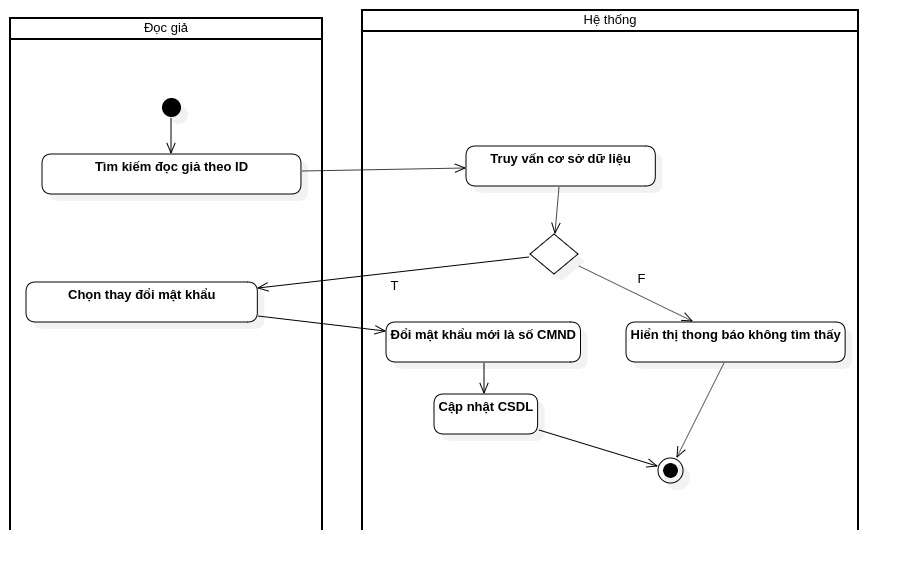 Đọc giả
Hệ thống
Tìm kiếm đọc giả theo ID
Truy vấn cơ sở dữ liệu
T
F
Chọn thay đổi mật khẩu
Đổi mật khẩu mới là số CMND
Hiển thị thong báo không tìm thấy
Cập nhật CSDL